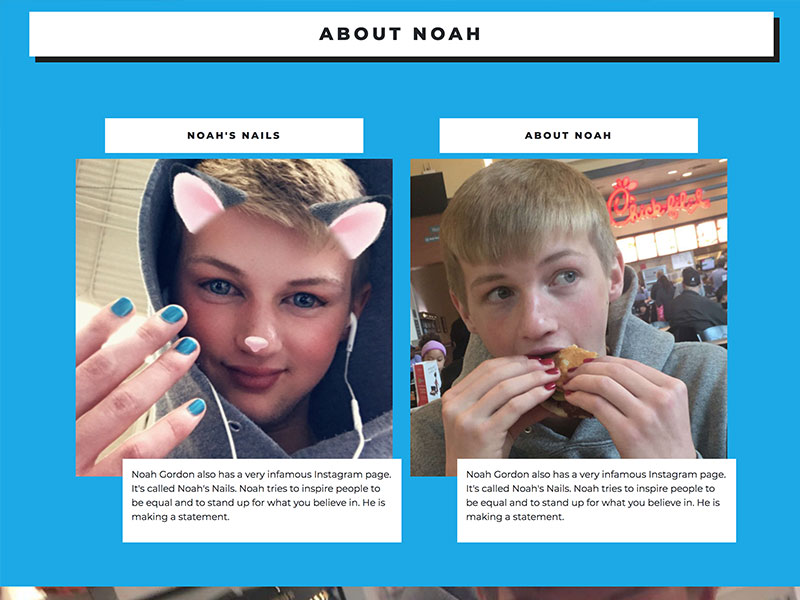 ABOUT NOAH
NOAH'S NAILS
ABOUT NOAH
Chick-fil-A
Noah Gordon also has a very infamous Instagram page.
It's called Noah's Nails. Noah tries to inspire people to
be equal and to stand up for what you believe in. He is
making a statement.
Noah Gordon also has a very infamous Instagram page.
It's called Noah's Nails. Noah tries to inspire people to
be equal and to stand up for what you believe in. He is
making a statement.